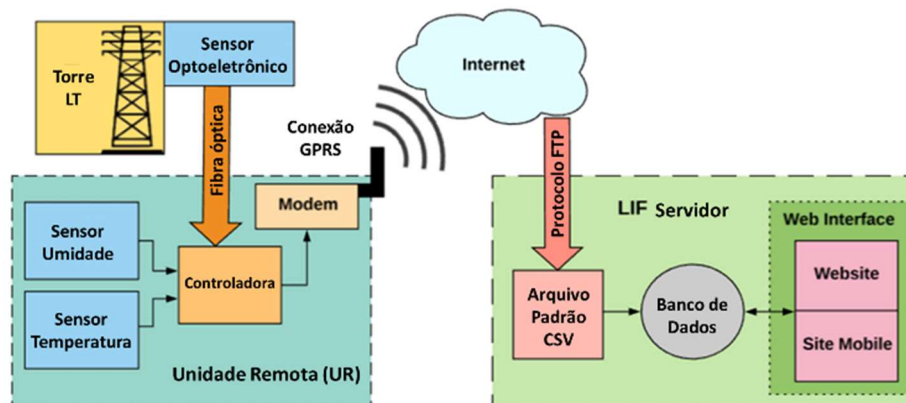 Torre
LT
Sensor
Optoeletrônico
Fibra óptica
Conexão
GPRS
Internet
Modem
Sensor
Umidade
Sensor
Temperatura
Controladora
Unidade Remota (UR)
Protocolo FTP
LIF Servidor
Arquivo
Padrão
CSV
Banco de
Dados
Web Interface
Website
Site Mobile